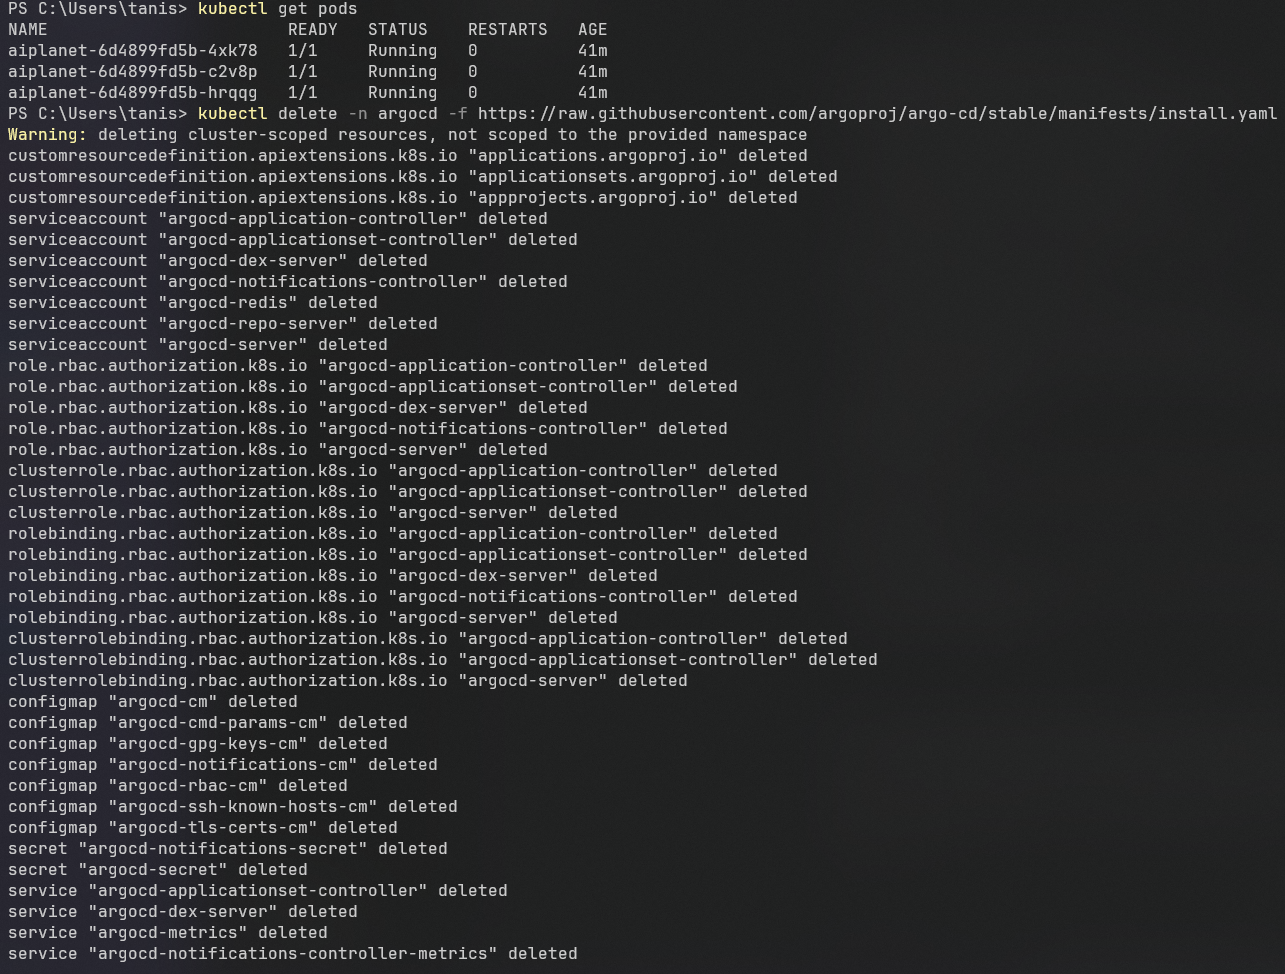 PS C:\Users\tanis> kubectl get pods
NAME                        READY   STATUS    RESTARTS   AGE
aiplanet-6d4899fd5b-4xk78   1/1     Running   0          41m
aiplanet-6d4899fd5b-c2v8p   1/1     Running   0          41m
aiplanet-6d4899fd5b-hrqqg   1/1     Running   0          41m
PS C:\Users\tanis> kubectl delete -n argocd -f https://raw.githubusercontent.com/argoproj/argo-cd/stable/manifests/install.yaml
Warning: deleting cluster-scoped resources, not scoped to the provided namespace
customresourcedefinition.apiextensions.k8s.io "applications.argoproj.io" deleted
customresourcedefinition.apiextensions.k8s.io "applicationsets.argoproj.io" deleted
customresourcedefinition.apiextensions.k8s.io "appprojects.argoproj.io" deleted
serviceaccount "argocd-application-controller" deleted
serviceaccount "argocd-applicationset-controller" deleted
serviceaccount "argocd-dex-server" deleted
serviceaccount "argocd-notifications-controller" deleted
serviceaccount "argocd-redis" deleted
serviceaccount "argocd-repo-server" deleted
serviceaccount "argocd-server" deleted
role.rbac.authorization.k8s.io "argocd-application-controller" deleted
role.rbac.authorization.k8s.io "argocd-applicationset-controller" deleted
role.rbac.authorization.k8s.io "argocd-dex-server" deleted
role.rbac.authorization.k8s.io "argocd-notifications-controller" deleted
role.rbac.authorization.k8s.io "argocd-server" deleted
clusterrole.rbac.authorization.k8s.io "argocd-application-controller" deleted
clusterrole.rbac.authorization.k8s.io "argocd-applicationset-controller" deleted
clusterrole.rbac.authorization.k8s.io "argocd-server" deleted
rolebinding.rbac.authorization.k8s.io "argocd-application-controller" deleted
rolebinding.rbac.authorization.k8s.io "argocd-applicationset-controller" deleted
rolebinding.rbac.authorization.k8s.io "argocd-dex-server" deleted
rolebinding.rbac.authorization.k8s.io "argocd-notifications-controller" deleted
rolebinding.rbac.authorization.k8s.io "argocd-server" deleted
clusterrolebinding.rbac.authorization.k8s.io "argocd-application-controller" deleted
clusterrolebinding.rbac.authorization.k8s.io "argocd-applicationset-controller" deleted
clusterrolebinding.rbac.authorization.k8s.io "argocd-server" deleted
configmap "argocd-cm" deleted
configmap "argocd-cmd-params-cm" deleted
configmap "argocd-gpg-keys-cm" deleted
configmap "argocd-notifications-cm" deleted
configmap "argocd-rbac-cm" deleted
configmap "argocd-ssh-known-hosts-cm" deleted
configmap "argocd-tls-certs-cm" deleted
secret "argocd-notifications-secret" deleted
secret "argocd-secret" deleted
service "argocd-applicationset-controller" deleted
service "argocd-dex-server" deleted
service "argocd-metrics" deleted
service "argocd-notifications-controller-metrics" deleted